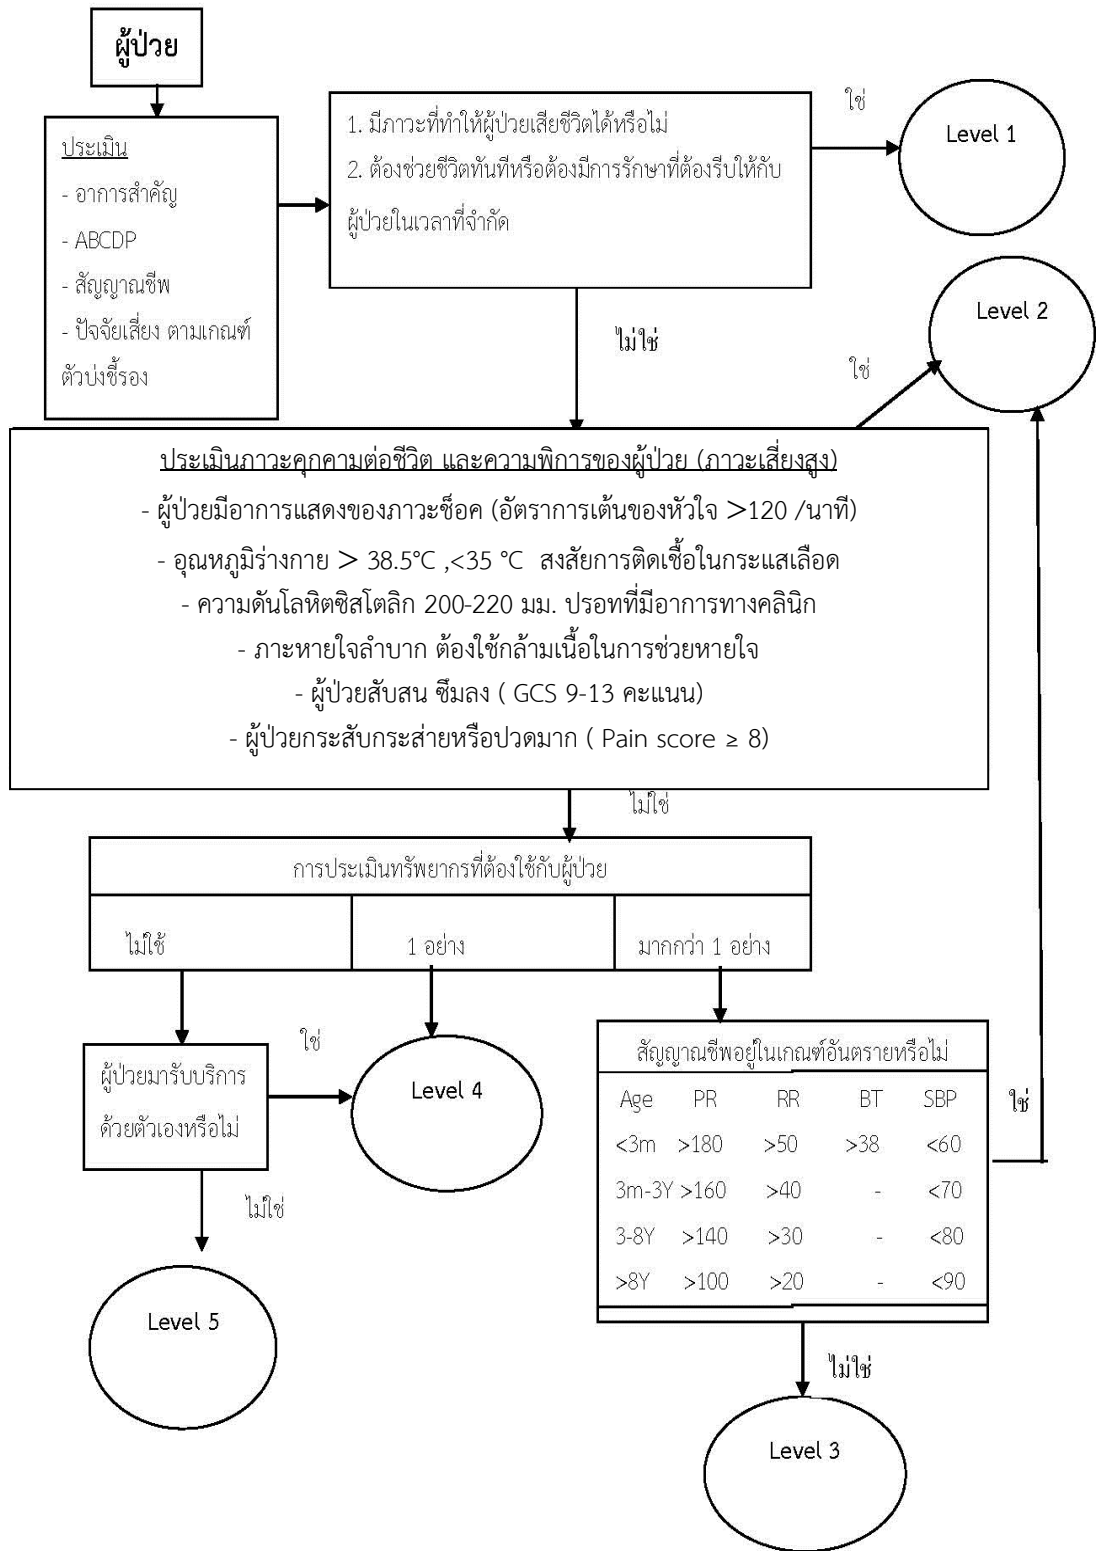 ผู้ป่วย
ประเมิน
- อาการสำคัญ
- ABCDP
- สัญญาณชีพ
- ปัจจัยเสี่ยง ตามเกณฑ์
ตัวบ่งชี้รอง
1. มีภาวะที่ทำให้ผู้ป่วยเสียชีวิตได้หรือไม่
2. ต้องช่วยชีวิตทันทีหรือต้องมีการรักษาที่ต้องรีบให้กับ
ผู้ป่วยในเวลาที่จำกัด
ใช่
Level 1
ไม่ใช่
ใช่
Level 2
ประเมินภาวะคุกคามต่อชีวิต และความพิการของผู้ป่วย (ภาวะเสี่ยงสูง)
- ผู้ป่วยมีอาการแสดงของภาวะช็อค (อัตราการเต้นของหัวใจ >120 /นาที)
- อุณหภูมิร่างกาย > 38.5°C ,<35 °C สงสัยการติดเชื้อในกระแสเลือด
- ความดันโลหิตซิสโตลิก 200-220 มม. ปรอทที่มีอาการทางคลินิก
- ภาะหายใจลำบาก ต้องใช้กล้ามเนื้อในการช่วยหายใจ
- ผู้ป่วยสับสน ซึมลง ( GCS 9-13 คะแนน)
- ผู้ป่วยกระสับกระส่ายหรือปวดมาก ( Pain score ≥ 8)
ไม่ใช่
การประเมินทรัพยากรที่ต้องใช้กับผู้ป่วย
ไม่ใช้ 1 อย่าง มากกว่า 1 อย่าง
ผู้ป่วยมารับบริการ
ด้วยตัวเองหรือไม่
ใช่
Level 4
ไม่ใช่
Level 5
สัญญาณชีพอยู่ในเกณฑ์อันตรายหรือไม่
Age PR RR BT SBP
<3m >180 >50 >38 <60
3m-3Y >160 >40 - <70
3-8Y >140 >30 - <80
>8Y >100 >20 - <90
ใช่
ไม่ใช่
Level 3